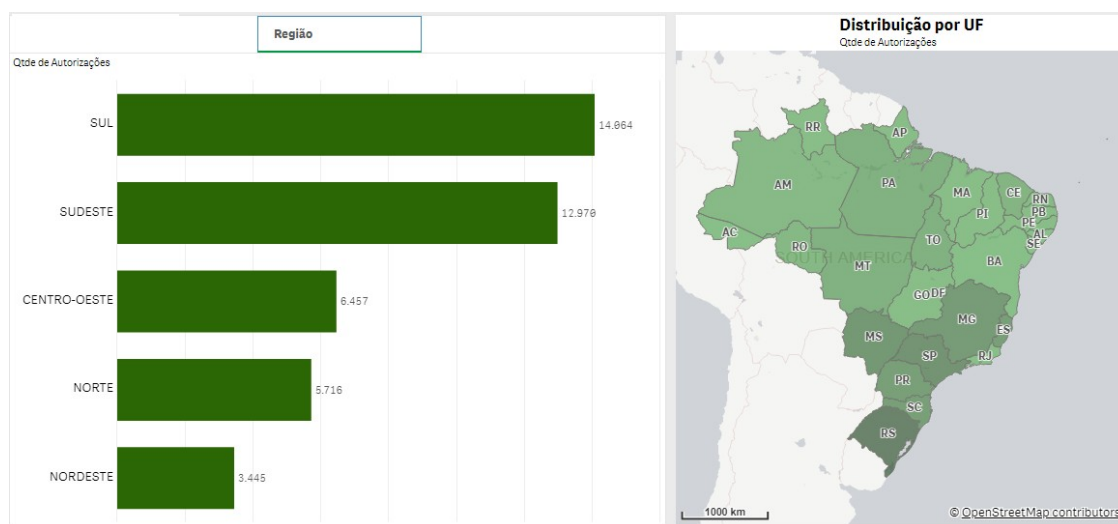 Região
Qtde de Autorizações
SUL
14.064
SUDESTE
12.970
CENTRO-OESTE
6.457
NORTE
5.716
NORDESTE
3.445
Distribuição por UF
Qtde de Autorizações
RR
AP
AM
PA
MA
CE
RN
PB
PI
PE
AL
SE
AC
RO
TO
BA
SOUTH AMERICA
MT
GO
DF
MG
ES
MS
SP
RJ
PR
SC
RS
1000 km
© OpenStreetMap contributors